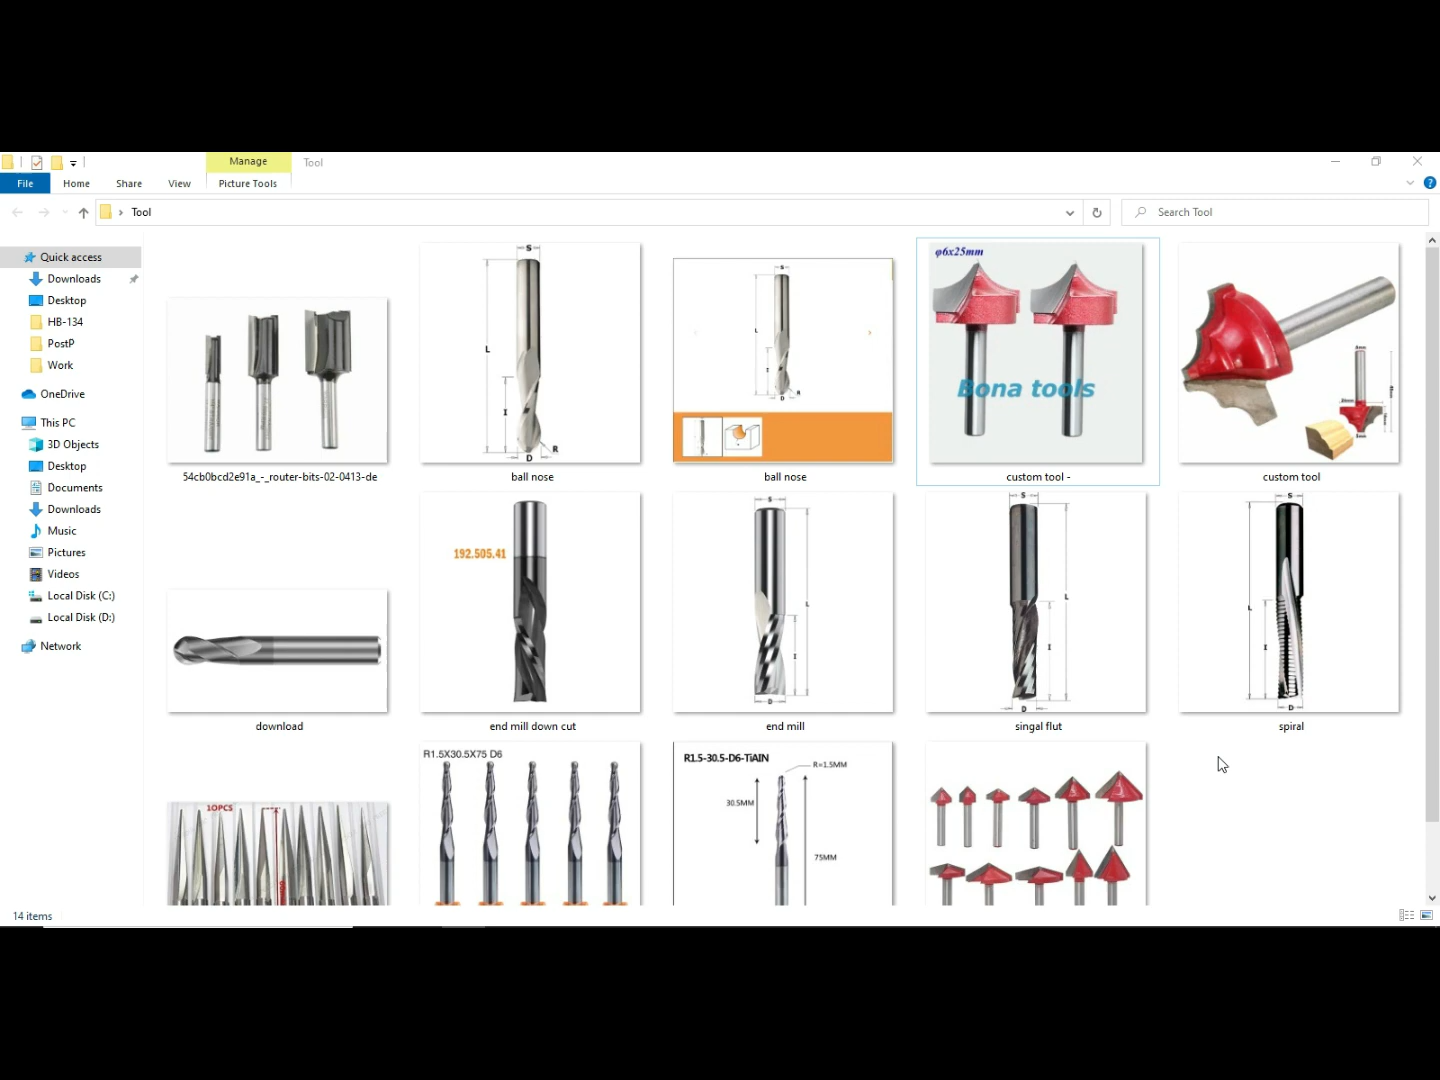 Manage
Tool
File
Home
Share
View
Picture Tools
Tool
Search Tool
Quick access
Downloads
Desktop
HB-134
PostP
Work
OneDrive
This PC
3D Objects
Desktop
Documents
Downloads
Music
Pictures
Videos
Local Disk (C:)
Local Disk (D:)
Network
S
L
I
R
D
S
L
I
R
D
φ6x25mm
Bona tools
54cb0bcd2e91a_-_router-bits-02-0413-de
ball nose
ball nose
custom tool -
custom tool
192.505.41
S
L
I
D
S
L
I
D
S
L
I
D
download
end mill down cut
end mill
singal flut
spiral
10PCS
R1.5X30.5X75 D6
R1.5-30.5-D6-TiAIN
R=1.5MM
30.5MM
75MM
14 items